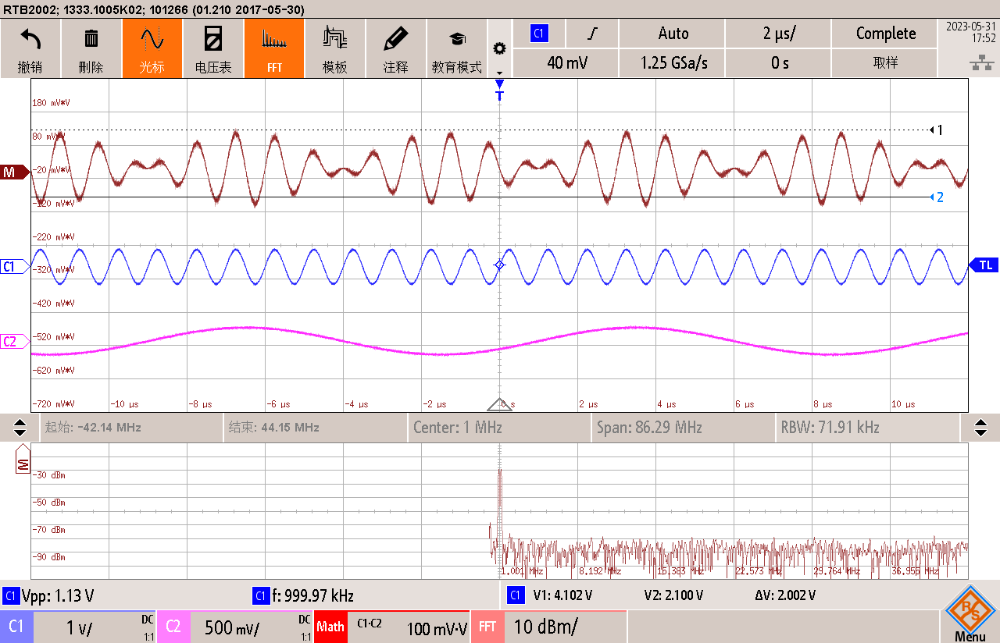 RTB2002; 1333.1005K02; 101266 (01.210 2017-05-30)
撤销 删除 光标 电压表 FFT 模板 注释 教育模式
C1 Auto 2 µs/ Complete
40 mV 1.25 GSa/s 0 s 取样
2023-05-31
17:52
T
180 mV*V
1
80 mV*V
M -20 mV*V
2
-120 mV*V
-220 mV*V
C1 -320 mV*V TL
-420 mV*V
C2 -520 mV*V
-620 mV*V
-720 mV*V -10 µs -8 µs -6 µs -4 µs -2 µs 0 s 2 µs 4 µs 6 µs 8 µs 10 µs
起始: -42.14 MHz 结束: 44.15 MHz Center: 1 MHz Span: 86.29 MHz RBW: 71.91 kHz
M
-30 dBm
-50 dBm
-70 dBm
-90 dBm
1.001 MHz 8.192 MHz 15.383 MHz 22.573 MHz 29.764 MHz 36.955 MHz
C1 Vpp: 1.13 V C1 f: 999.97 kHz C1 V1: 4.102 V V2: 2.100 V ΔV: 2.002 V
C1 1 V/ DC 1:1 C2 500 mV/ DC 1:1 Math C1·C2 100 mV·V FFT 10 dBm/
R&S
Menu